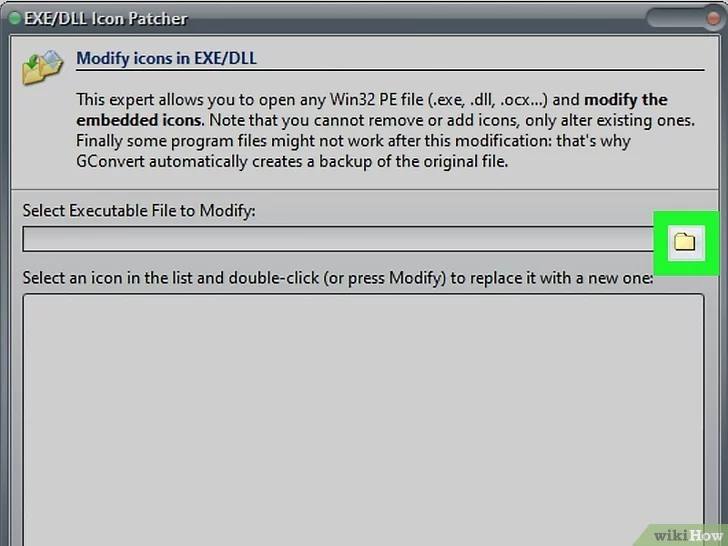 EXE/DLL Icon Patcher
Modify icons in EXE/DLL
This expert allows you to open any Win32 PE file (.exe, .dll, .ocx...) and modify the
embedded icons. Note that you cannot remove or add icons, only alter existing ones.
Finally some program files might not work after this modification: that's why
GConvert automatically creates a backup of the original file.
Select Executable File to Modify:
Select an icon in the list and double-click (or press Modify) to replace it with a new one:
wikiHow